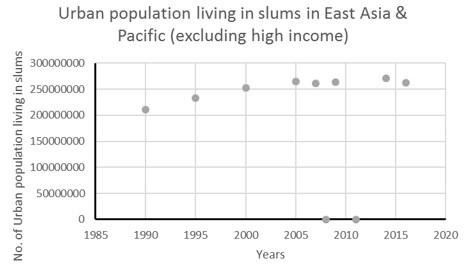 Urban population living in slums in East Asia &
Pacific (excluding high income)
No. of Urban population living in slums
300000000
250000000
200000000
150000000
100000000
50000000
0
1985 1990 1995 2000 2005 2010 2015 2020
Years